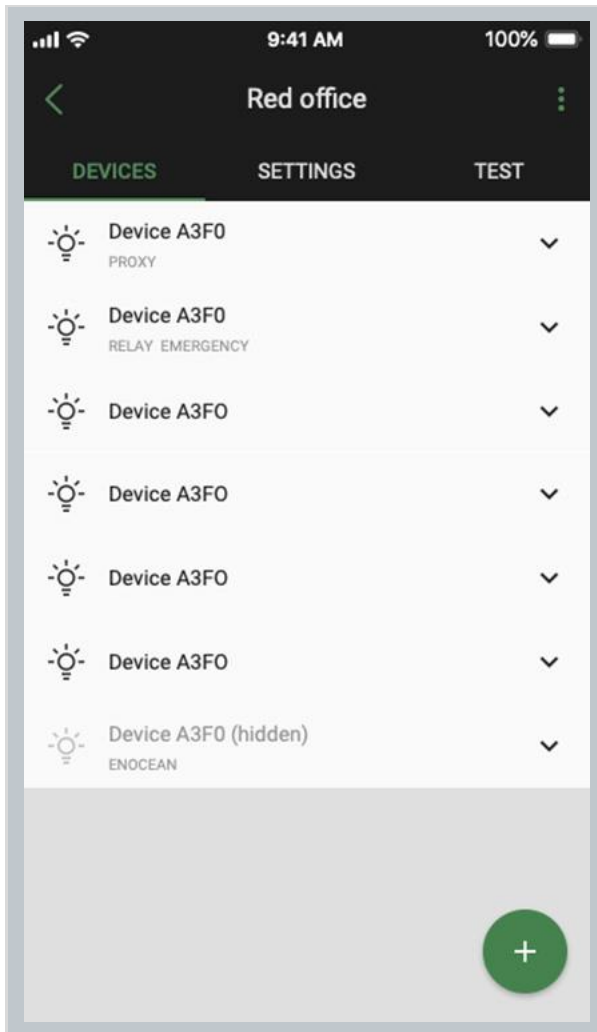 9:41 AM
100%
Red office
DEVICES
SETTINGS
TEST
Device A3F0
PROXY
Device A3F0
RELAY EMERGENCY
Device A3FO
Device A3FO
Device A3FO
Device A3FO
Device A3F0 (hidden)
ENOCEAN